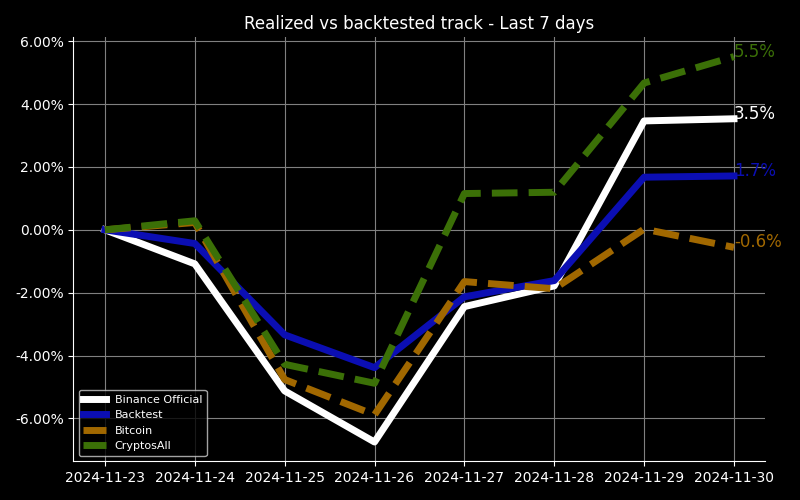 Realized vs backtested track - Last 7 days
6.00%
4.00%
2.00%
0.00%
-2.00%
-4.00%
-6.00%
5.5%
3.5%
1.7%
-0.6%
Binance Official
Backtest
Bitcoin
CryptosAll
2024-11-23 2024-11-24 2024-11-25 2024-11-26 2024-11-27 2024-11-28 2024-11-29 2024-11-30